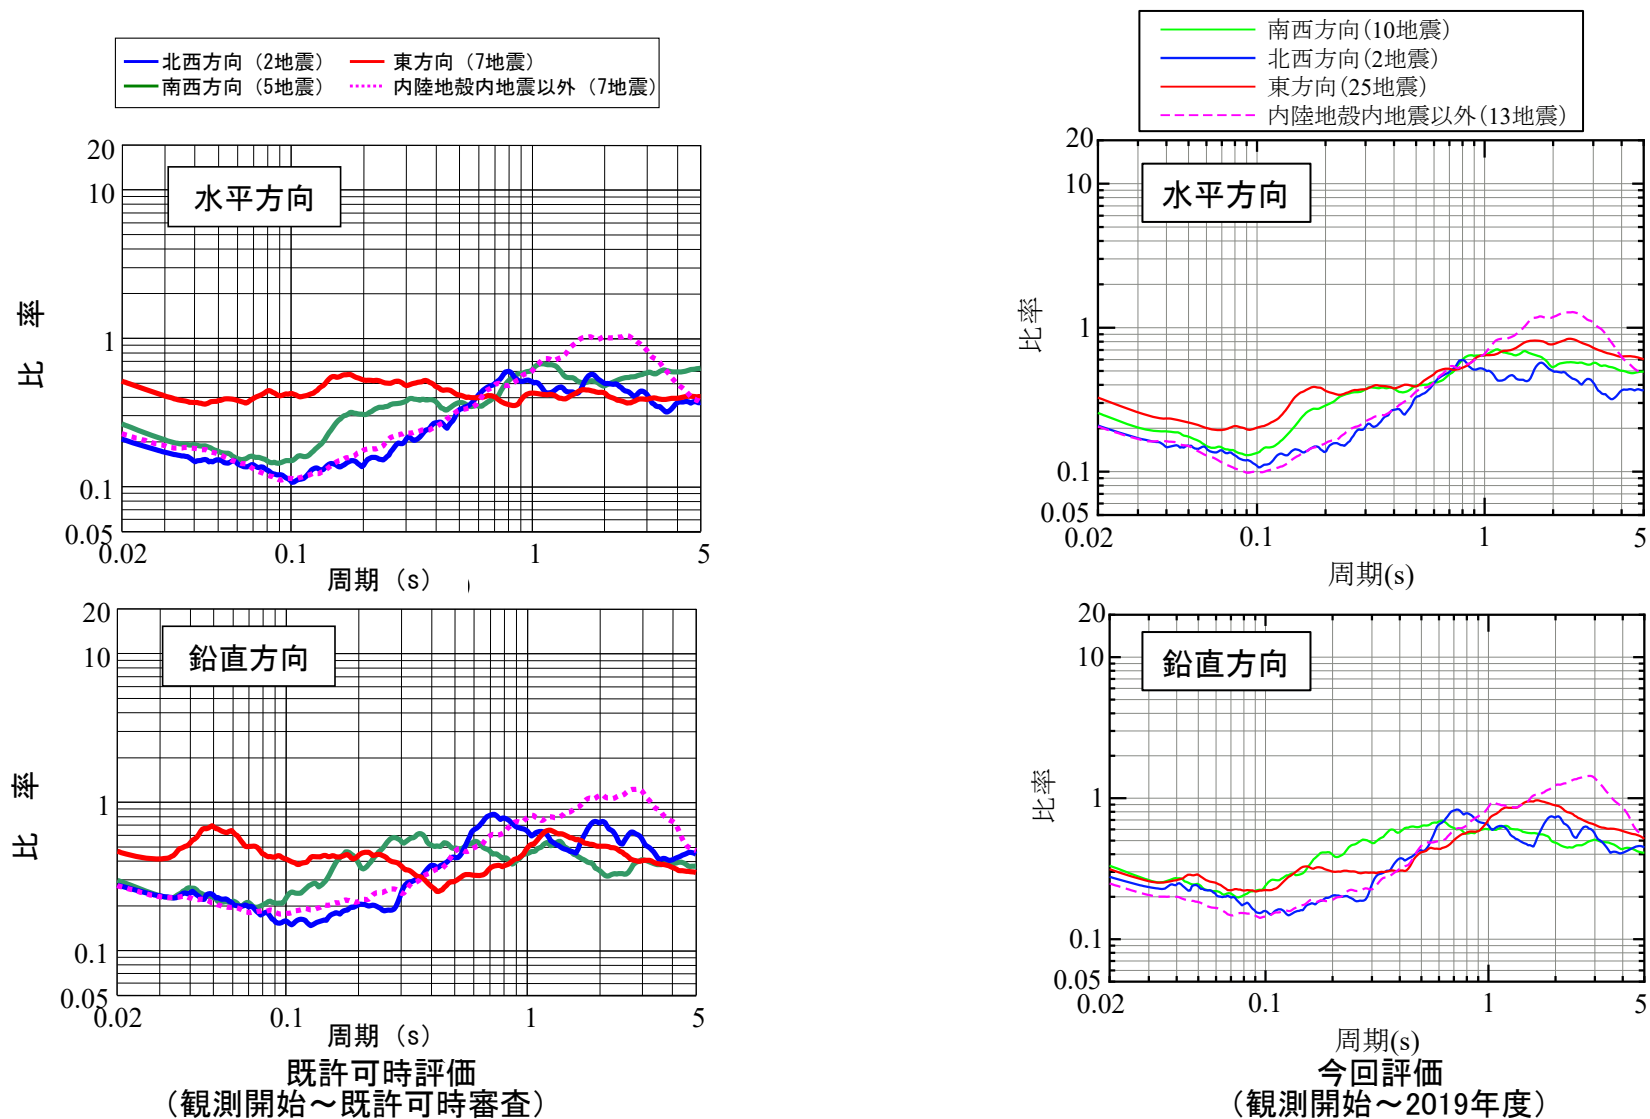 北西方向（2地震） 東方向（7地震）
南西方向（5地震） 内陸地殻内地震以外（7地震）
20
10
1
0.1
0.05
水平方向
比 率
0.02 0.1 1 5
周期（s）
20
10
1
0.1
0.05
鉛直方向
比 率
0.02 0.1 1 5
周期（s）
既許可時評価
（観測開始～既許可時審査）
南西方向(10地震)
北西方向(2地震)
東方向(25地震)
内陸地殻内地震以外(13地震)
20
10
1
0.1
0.05
水平方向
比率
0.02 0.1 1 5
周期(s)
20
10
1
0.1
0.05
鉛直方向
比率
0.02 0.1 1 5
周期(s)
今回評価
（観測開始～2019年度）